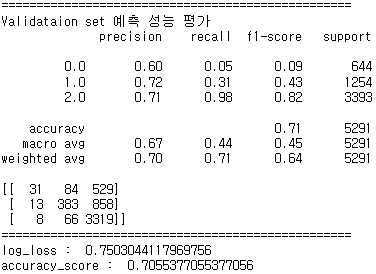 ==================================================
Validataion set 예측 성능 평가
precision    recall  f1-score   support
0.0       0.60      0.05      0.09       644
1.0       0.72      0.31      0.43      1254
2.0       0.71      0.98      0.82      3393
accuracy                           0.71      5291
macro avg       0.67      0.44      0.45      5291
weighted avg       0.70      0.71      0.64      5291
[[  31   84  529]
[  13  383  858]
[   8   66 3319]]
==================================================
log_loss :  0.7503044117969756
accuracy_score :  0.7055377055377056